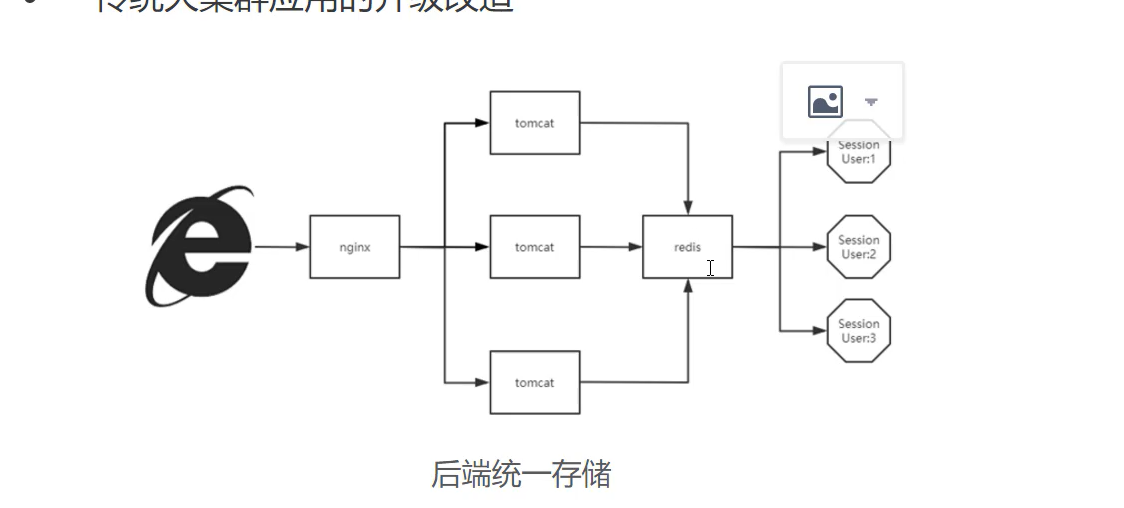 传统大集群应用的升级改造
tomcat
Session
User:1
nginx
tomcat
redis
Session
User:2
Session
User:3
tomcat
后端统一存储